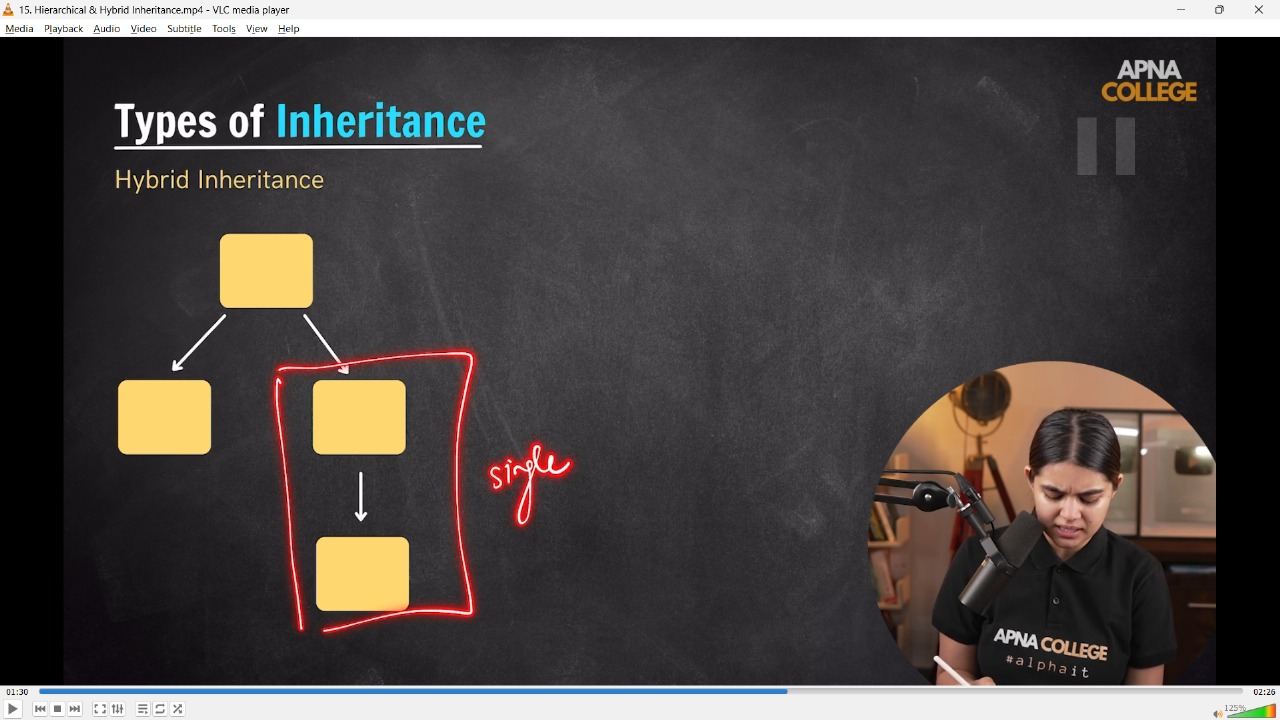 15. Hierarchical & Hybrid Inheritance.mp4 - VLC media player
Media Playback Audio Video Subtitle Tools View Help
APNA
COLLEGE
Types of Inheritance
Hybrid Inheritance
single
APNA COLLEGE
#alphait
01:30
02:26
125%